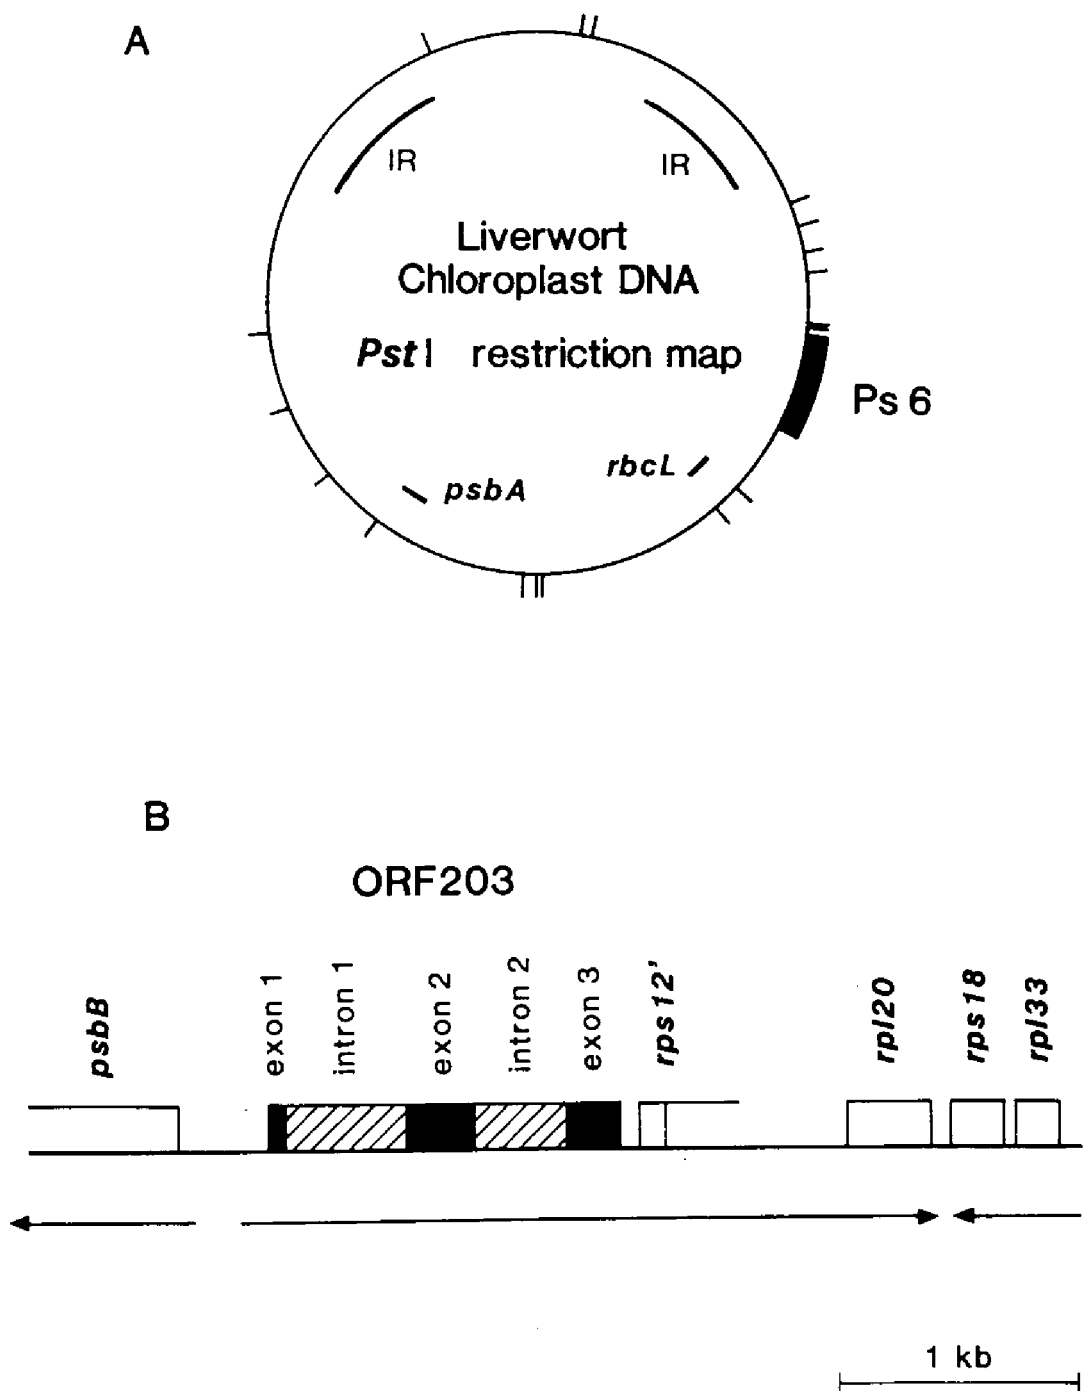 A
IR
IR
Liverwort
Chloroplast DNA
Pst I restriction map
Ps 6
rbcL
psbA
B
ORF203
psbB
exon 1
intron 1
exon 2
intron 2
exon 3
rps12'
rpl20
rps18
rpl33
1 kb